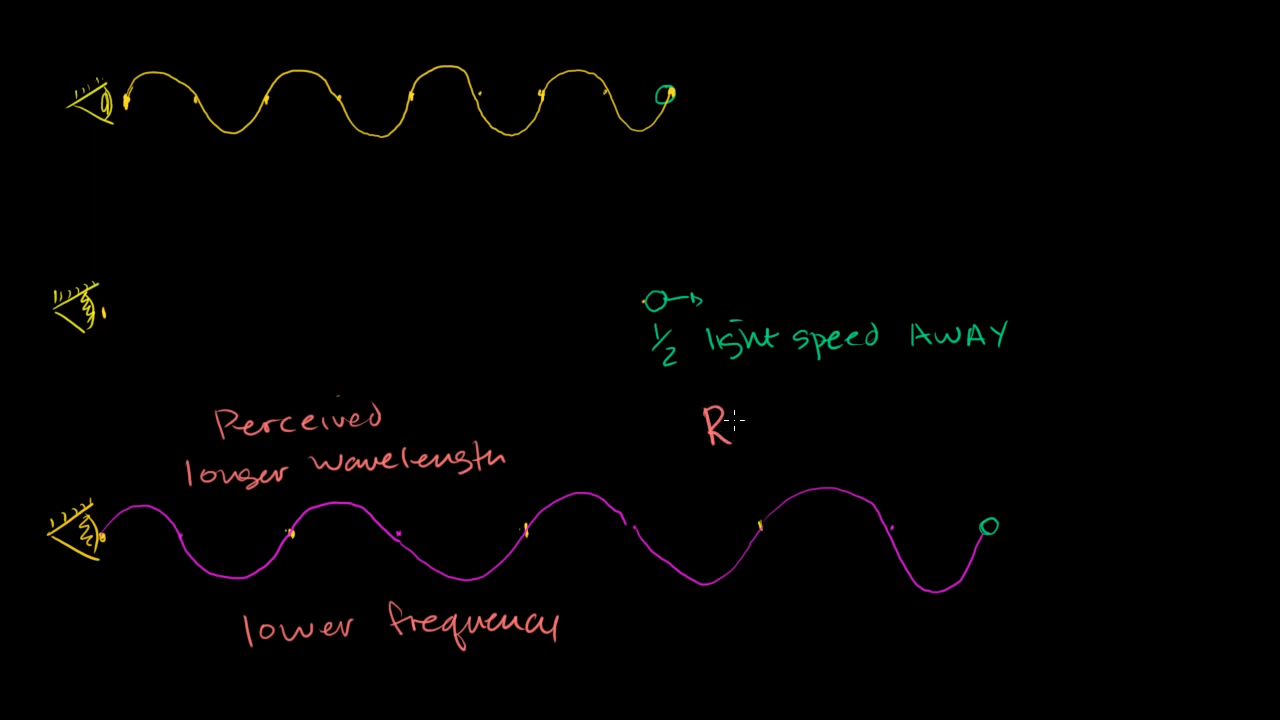 1/2 light speed AWAY
Perceived
longer wavelength
R
lower frequency